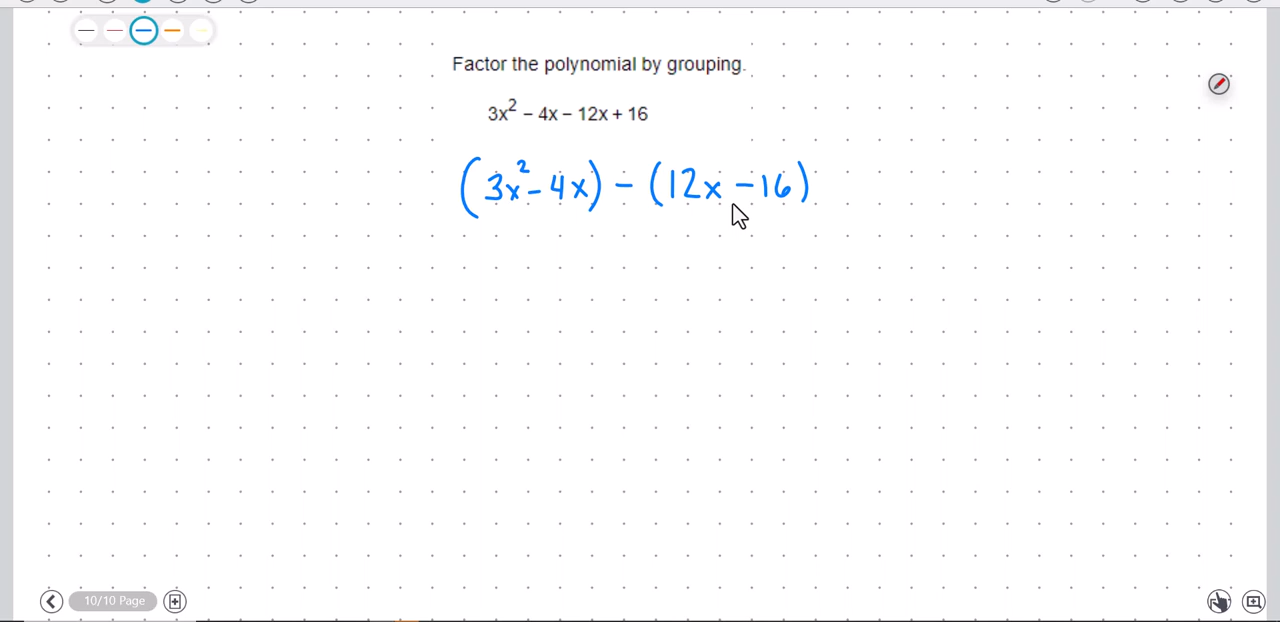 Factor the polynomial by grouping.
3x² − 4x − 12x + 16
(3x² - 4x) - (12x - 16)
10/10 Page